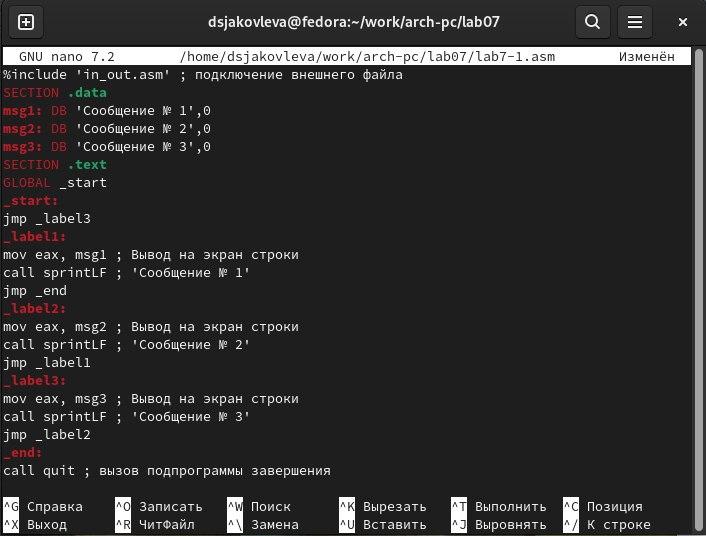 dsjakovleva@fedora:~/work/arch-pc/lab07
GNU nano 7.2 /home/dsjakovleva/work/arch-pc/lab07/lab7-1.asm Изменён
%include 'in_out.asm' ; подключение внешнего файла
SECTION .data
msg1: DB 'Сообщение № 1',0
msg2: DB 'Сообщение № 2',0
msg3: DB 'Сообщение № 3',0
SECTION .text
GLOBAL _start
_start:
jmp _label3
_label1:
mov eax, msg1 ; Вывод на экран строки
call sprintLF ; 'Сообщение № 1'
jmp _end
_label2:
mov eax, msg2 ; Вывод на экран строки
call sprintLF ; 'Сообщение № 2'
jmp _label1
_label3:
mov eax, msg3 ; Вывод на экран строки
call sprintLF ; 'Сообщение № 3'
jmp _label2
_end:
call quit ; вызов подпрограммы завершения
^G Справка ^O Записать ^W Поиск ^K Вырезать ^T Выполнить ^C Позиция
^X Выход ^R ЧитФайл ^\ Замена ^U Вставить ^J Выровнять ^/ К строке